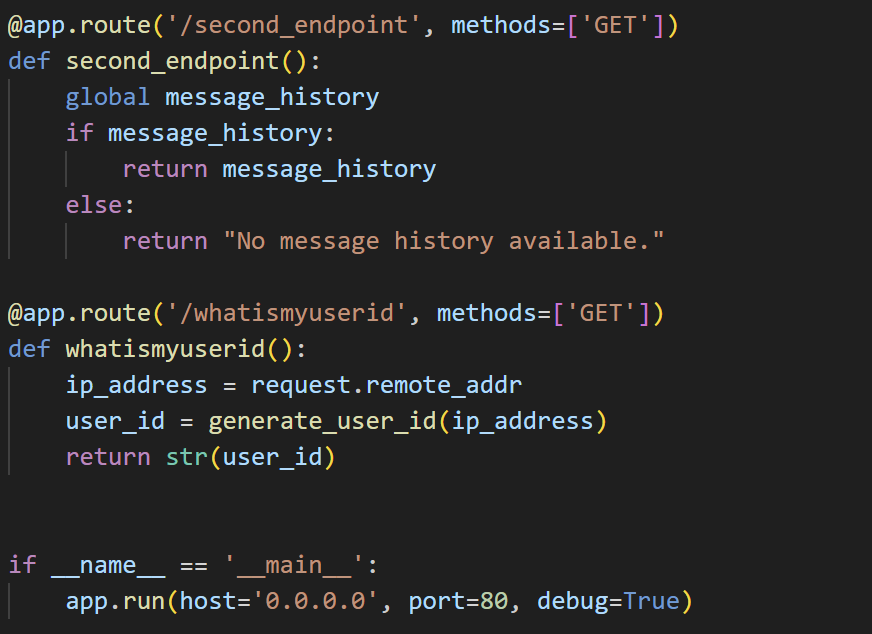 @app.route('/second_endpoint', methods=['GET'])
def second_endpoint():
    global message_history
    if message_history:
        return message_history
    else:
        return "No message history available."

@app.route('/whatismyuserid', methods=['GET'])
def whatismyuserid():
    ip_address = request.remote_addr
    user_id = generate_user_id(ip_address)
    return str(user_id)


if __name__ == '__main__':
    app.run(host='0.0.0.0', port=80, debug=True)